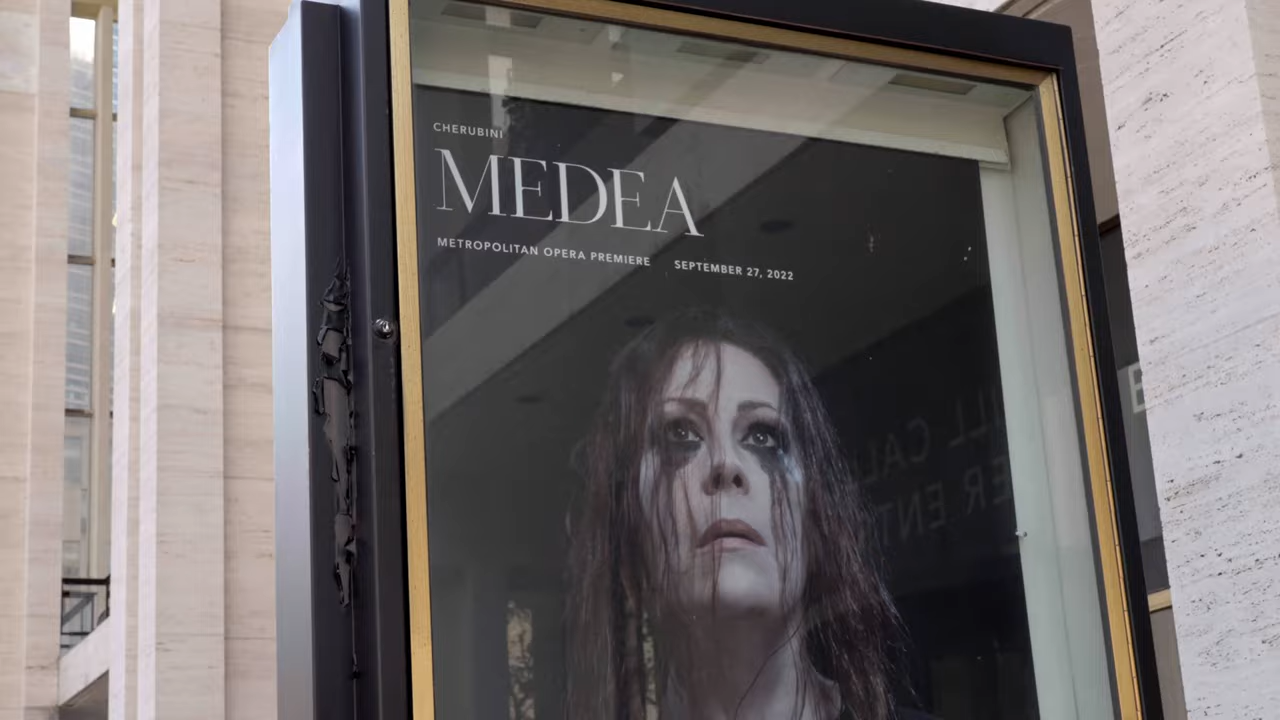 CHERUBINI
MEDEA
METROPOLITAN OPERA PREMIERE SEPTEMBER 27, 2022